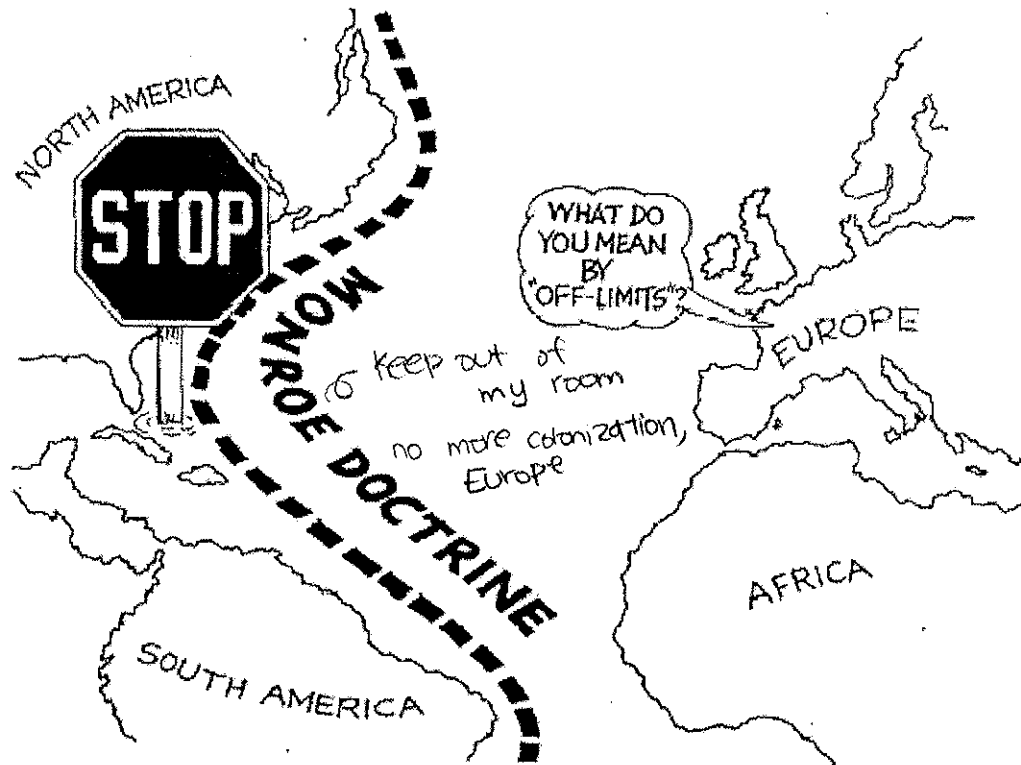 NORTH AMERICA
STOP
WHAT DO
YOU MEAN
BY
"OFF-LIMITS"?
EUROPE
MONROE DOCTRINE
Keep out of
my room
no more colonization,
Europe
AFRICA
SOUTH AMERICA